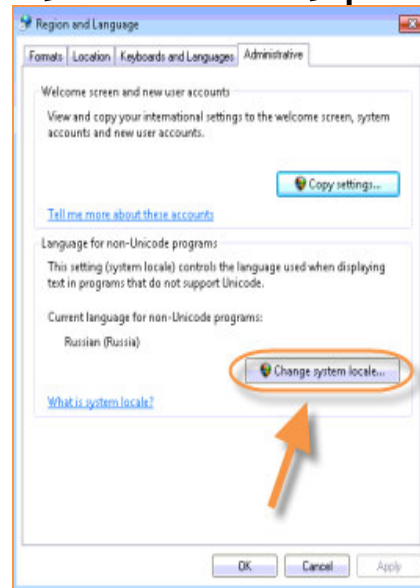 Region and Language
Formats Location Keyboards and Languages Administrative
Welcome screen and new user accounts
View and copy your international settings to the welcome screen, system
accounts and new user accounts.
Copy settings...
Tell me more about these accounts
Language for non-Unicode programs
This setting (system locale) controls the language used when displaying
text in programs that do not support Unicode.
Current language for non-Unicode programs:
Russian (Russia)
Change system locale...
What is system locale?
OK Cancel Apply